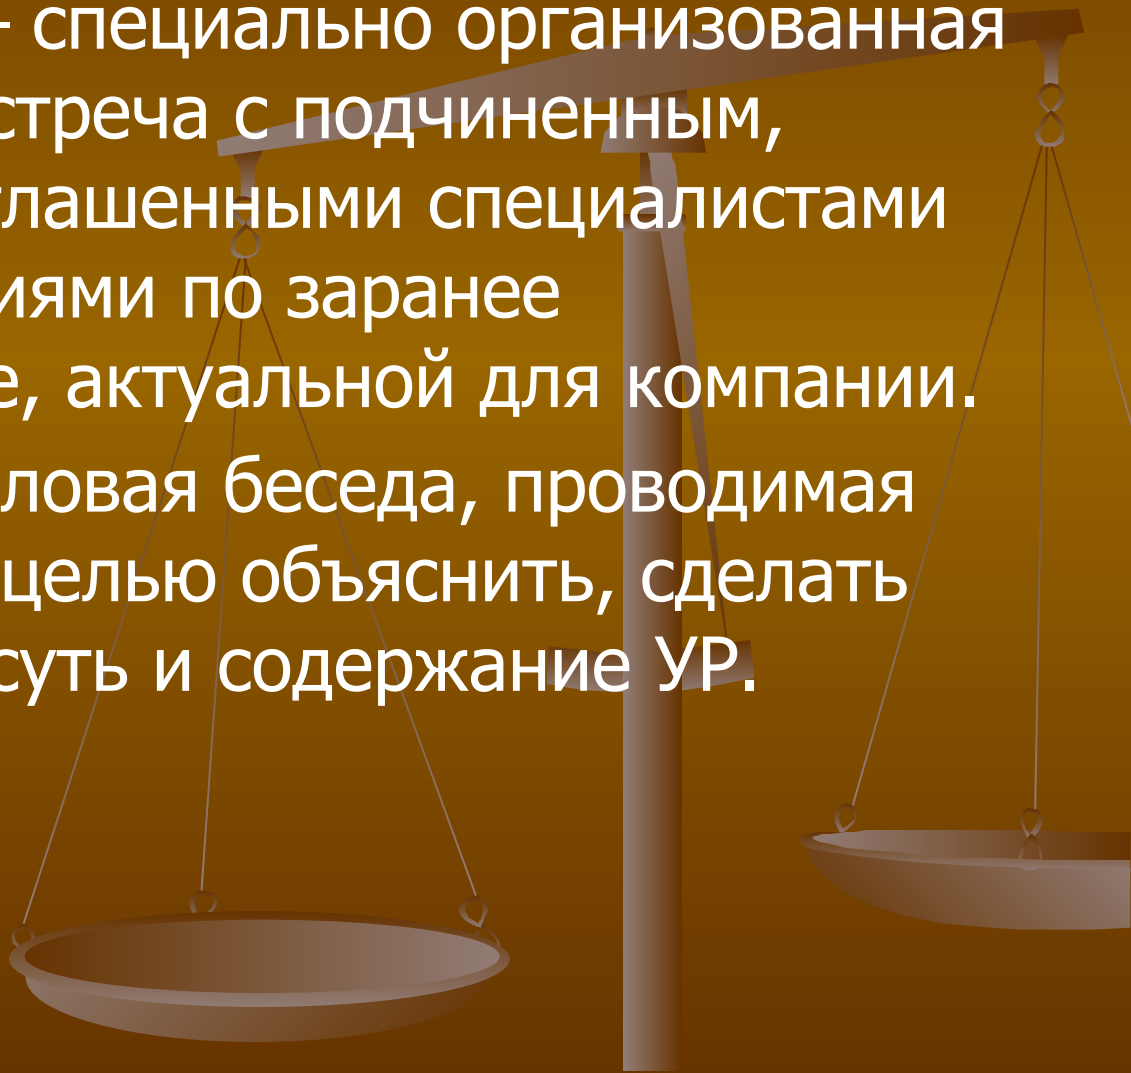 – специально организованная
стреча с подчиненным,
глашенными специалистами
иями по заранее
е, актуальной для компании.
ловая беседа, проводимая
целью объяснить, сделать
суть и содержание УР.